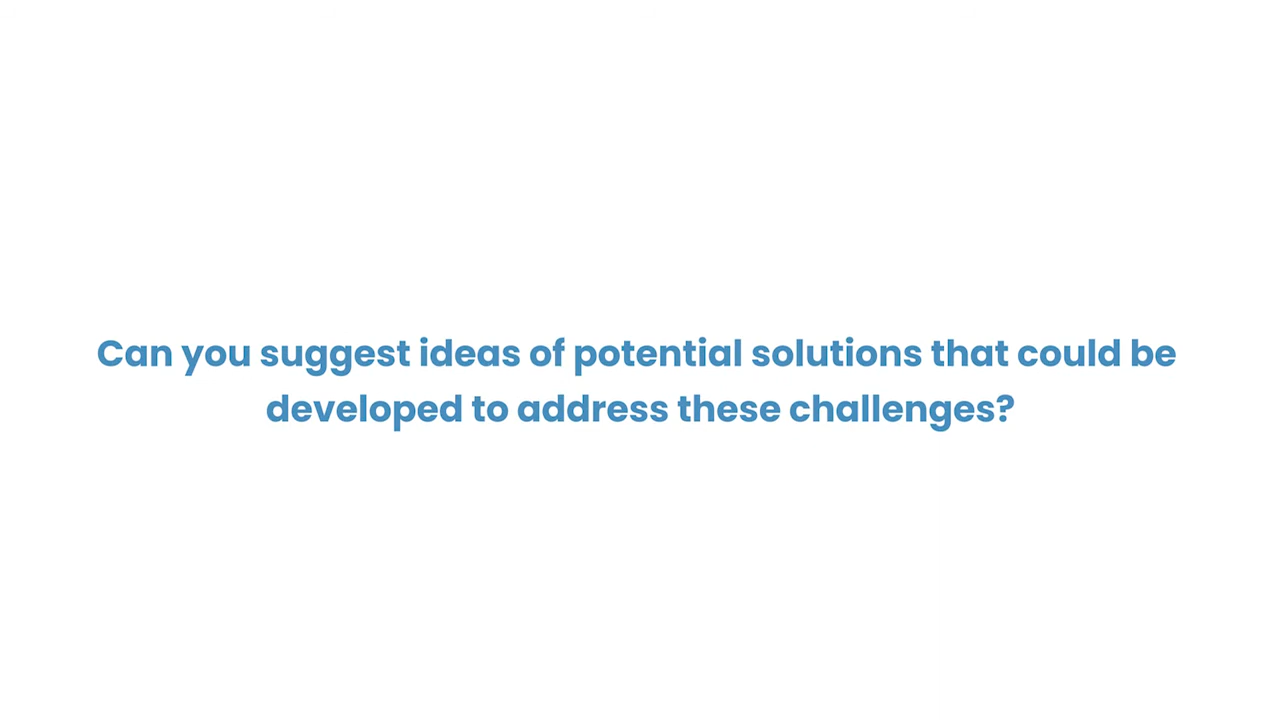 Can you suggest ideas of potential solutions that could be
developed to address these challenges?